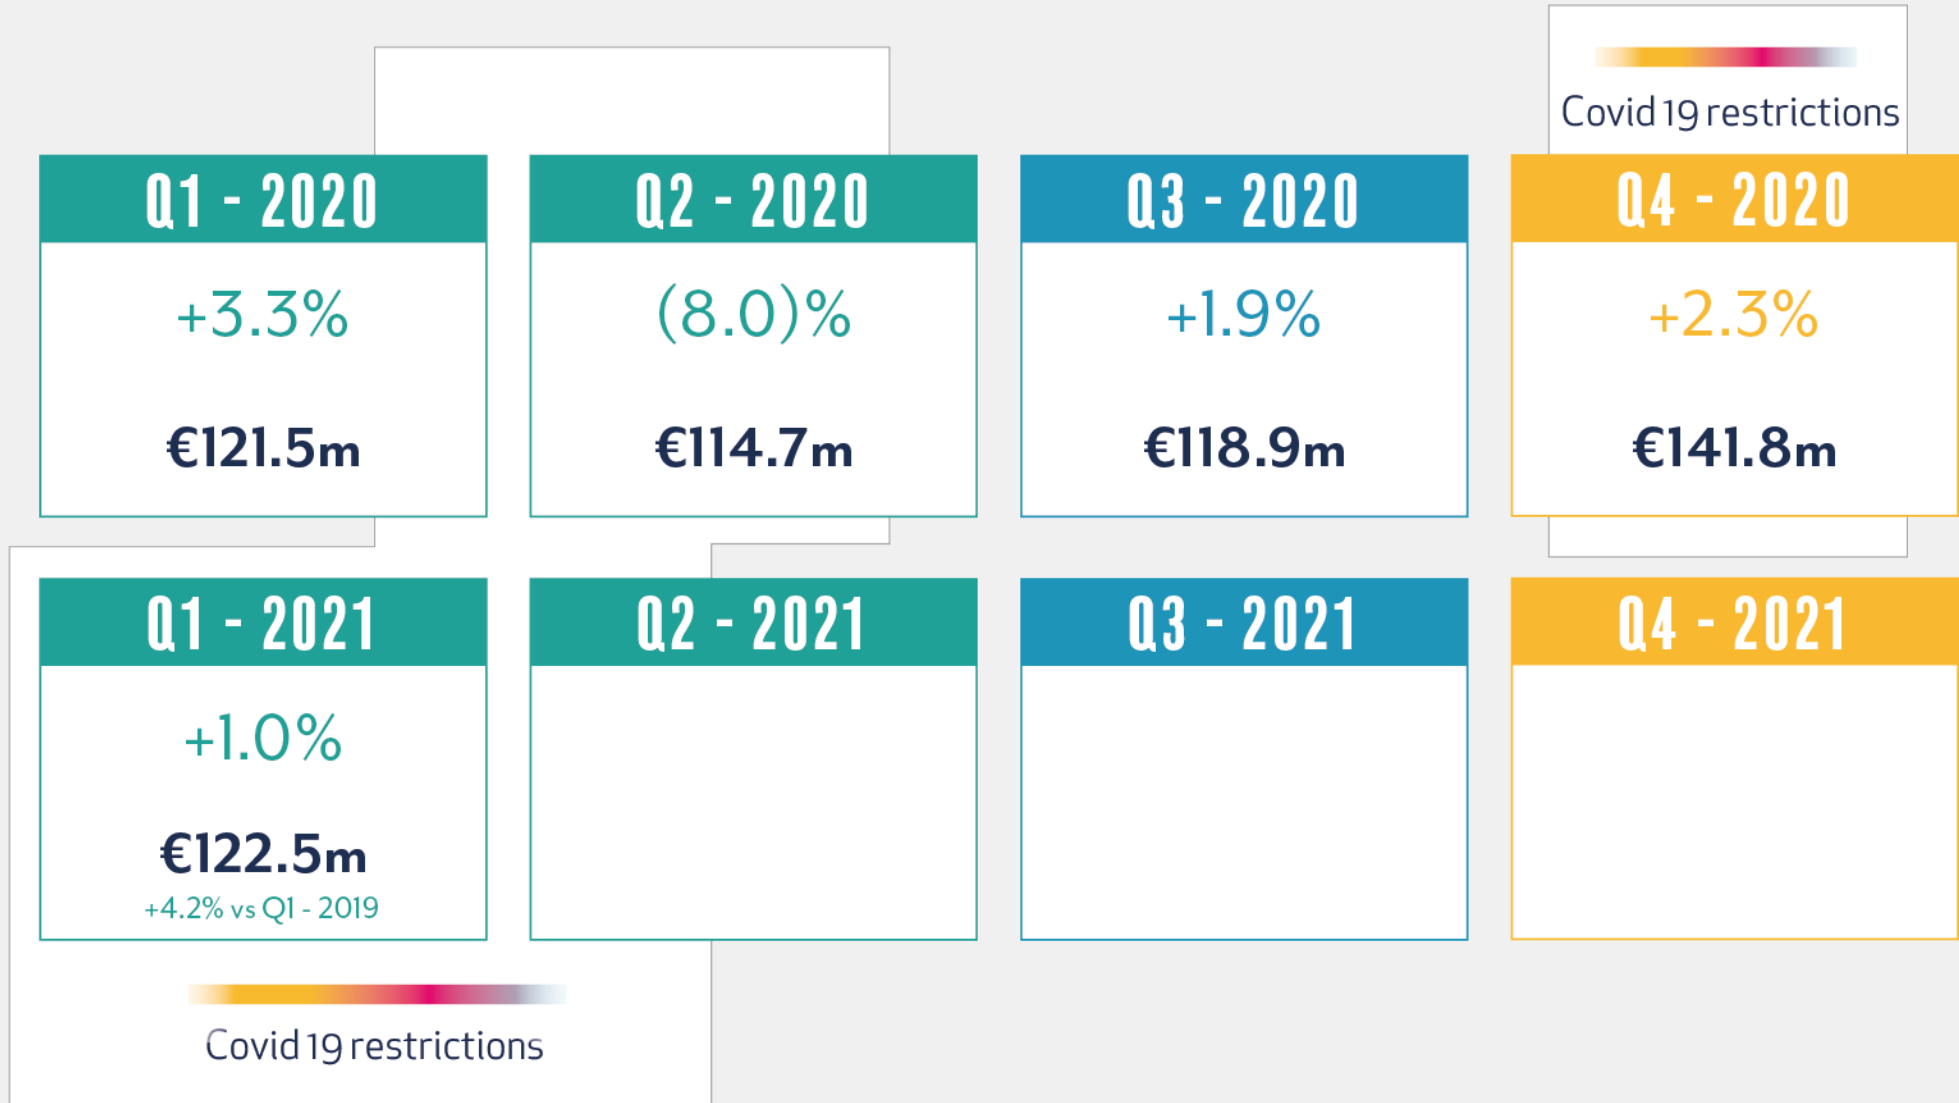 Covid 19 restrictions
Q1 - 2020
Q2 - 2020
Q3 - 2020
Q4 - 2020
+3.3%
(8.0)%
+1.9%
+2.3%
€121.5m
€114.7m
€118.9m
€141.8m
Q1 - 2021
Q2 - 2021
Q3 - 2021
Q4 - 2021
+1.0%
€122.5m
+4.2% vs Q1 - 2019
Covid 19 restrictions